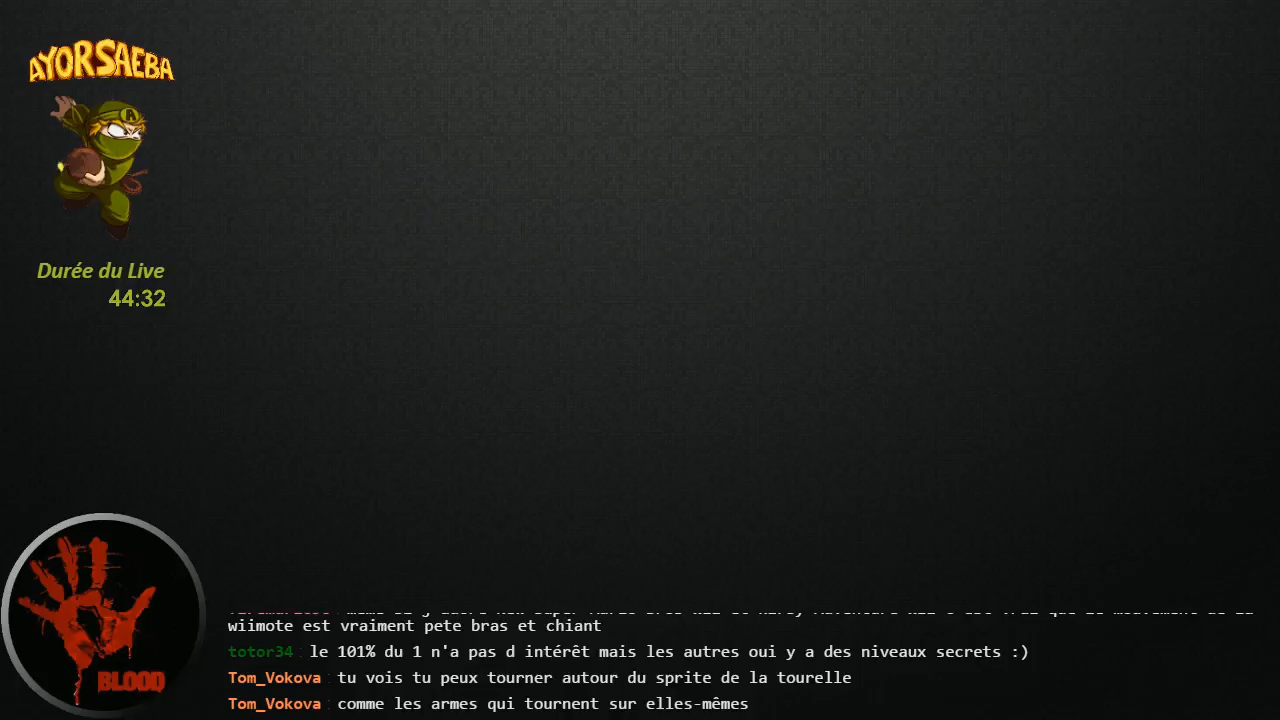 AYORSAEBA
A
Durée du Live
44:32
BLOOD
wiimote est vraiment pete bras et chiant
totor34 : le 101% du 1 n'a pas d intérêt mais les autres oui y a des niveaux secrets :)
Tom_Vokova : tu vois tu peux tourner autour du sprite de la tourelle
Tom_Vokova : comme les armes qui tournent sur elles-mêmes